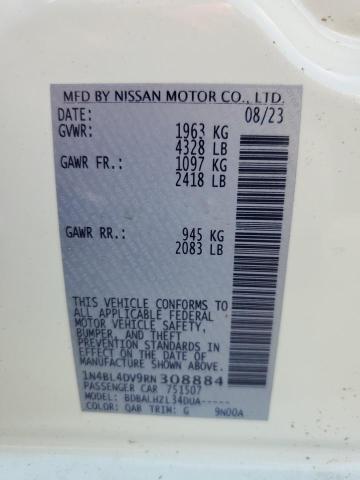 MFD BY NISSAN MOTOR CO., LTD.
DATE: 08/23
GVWR: 1963 KG
4328 LB
GAWR FR.: 1097 KG
2418 LB
GAWR RR.: 945 KG
2083 LB
THIS VEHICLE CONFORMS TO
ALL APPLICABLE FEDERAL
MOTOR VEHICLE SAFETY,
BUMPER, AND THEFT
PREVENTION STANDARDS
IN EFFECT ON THE DATE OF
MANUFACTURE SHOWN ABOVE.
1N4BL4DV9RN308884
PASSENGER CAR 751507
MODEL: BDBALHZL34DUA-----
COLOR: QAB TRIM: G 9N00A